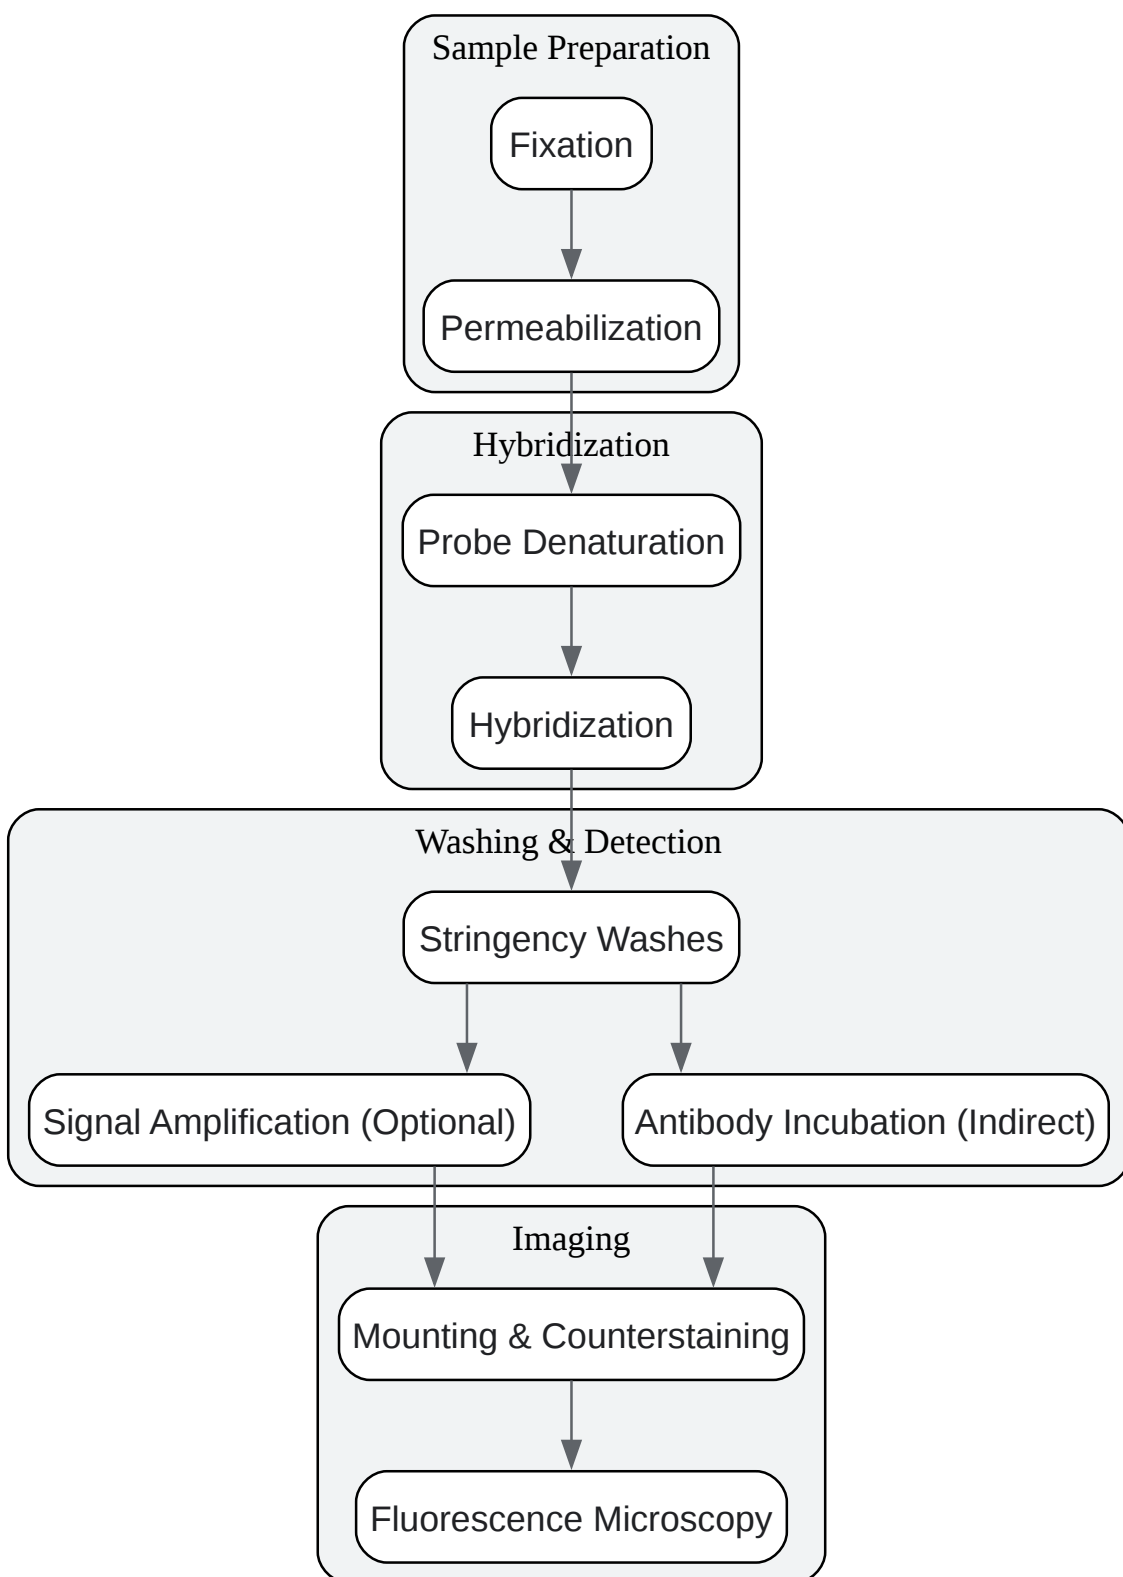 Sample Preparation
Fixation
Permeabilization
Hybridization
Probe Denaturation
Hybridization
Washing & Detection
Stringency Washes
Signal Amplification (Optional)
Antibody Incubation (Indirect)
Imaging
Mounting & Counterstaining
Fluorescence Microscopy